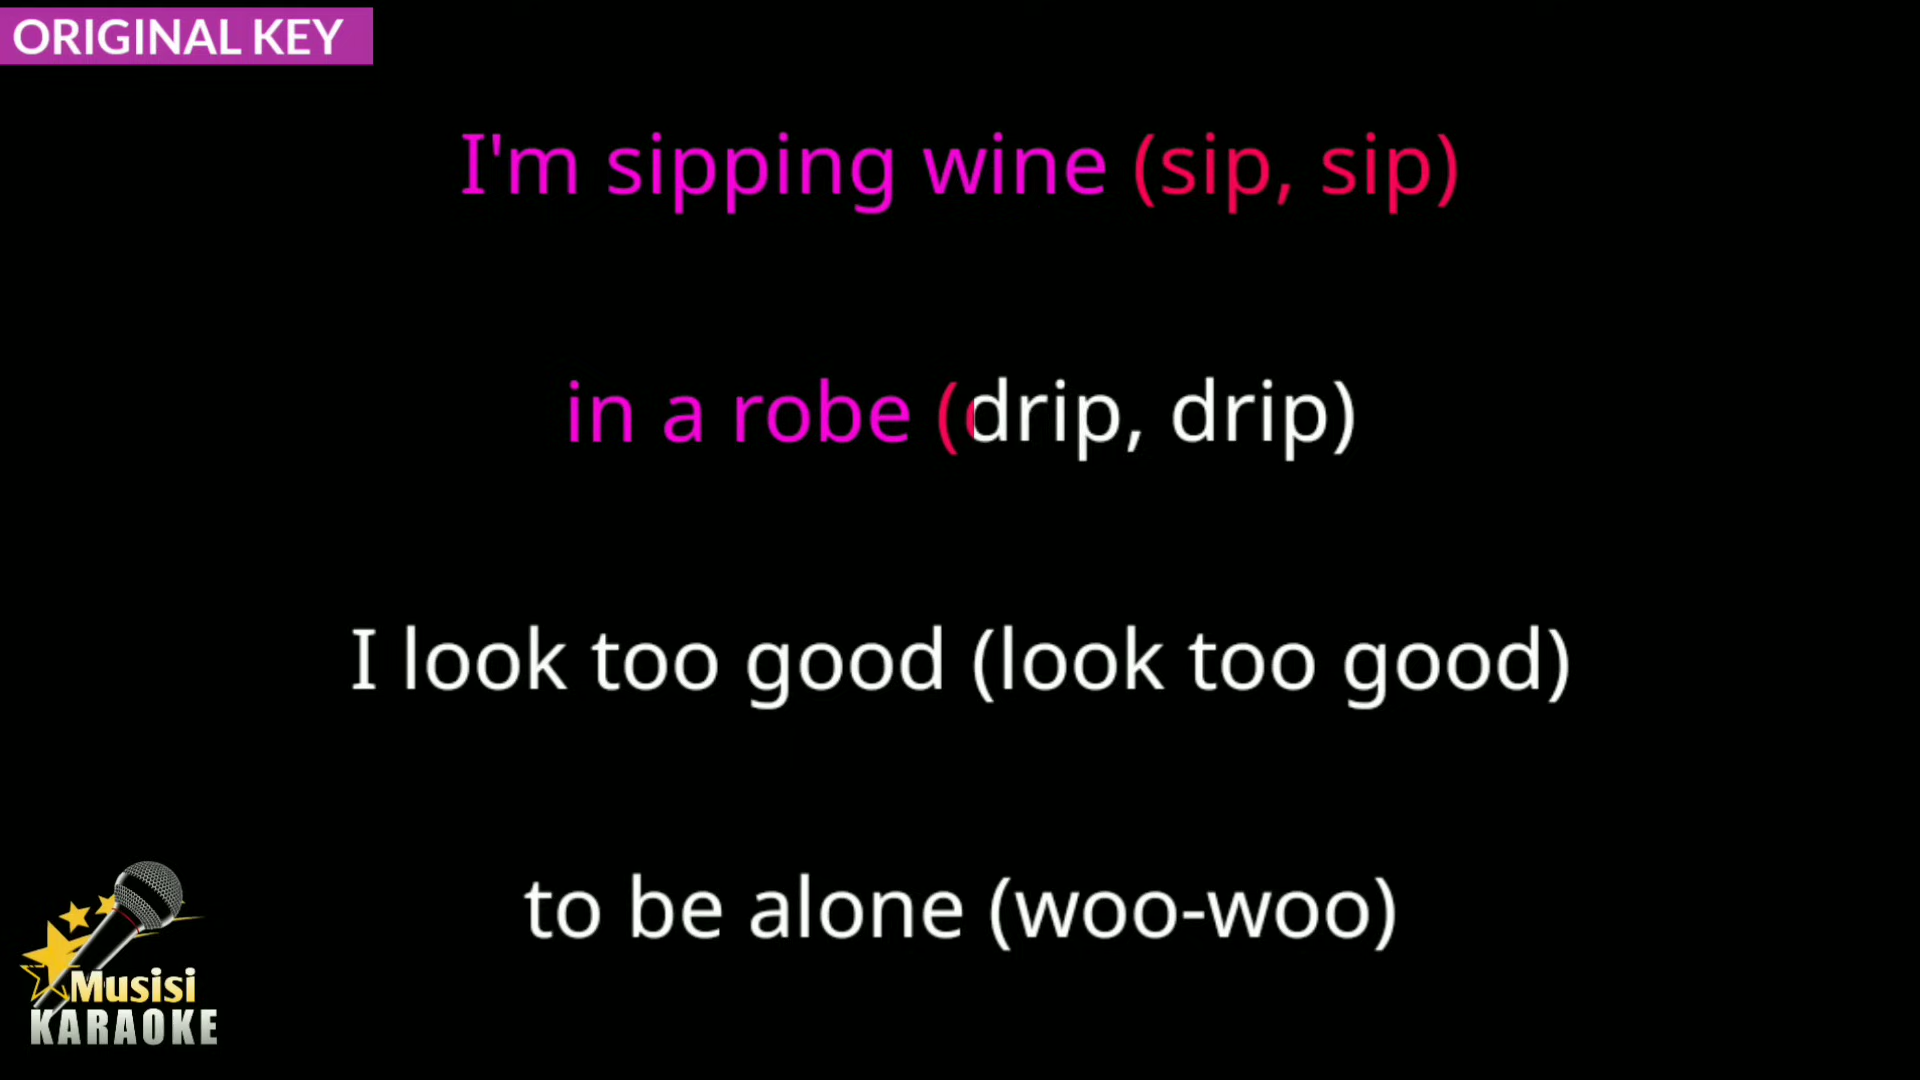 ORIGINAL KEY
I'm sipping wine (sip, sip)
in a robe (drip, drip)
I look too good (look too good)
to be alone (woo-woo)
Musisi
KARAOKE